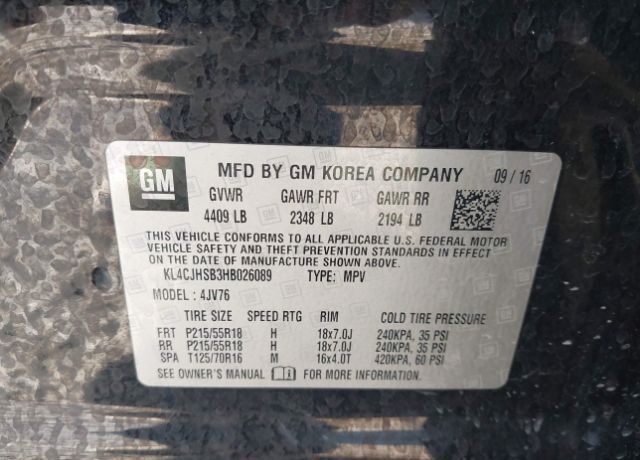 GM MFD BY GM KOREA COMPANY 09 / 16
GVWR GAWR FRT GAWR RR
4409 LB 2348 LB 2194 LB
THIS VEHICLE CONFORMS TO ALL APPLICABLE U.S. FEDERAL MOTOR
VEHICLE SAFETY AND THEFT PREVENTION STANDARDS IN EFFECT
ON THE DATE OF MANUFACTURE SHOWN ABOVE.
KL4CJHSB3HB026089 TYPE: MPV
MODEL: 4JV76
TIRE SIZE SPEED RTG RIM COLD TIRE PRESSURE
FRT P215/55R18 H 18x7.0J 240KPA, 35 PSI
RR P215/55R18 H 18x7.0J 240KPA, 35 PSI
SPA T125/70R16 M 16x4.0T 420KPA, 60 PSI
SEE OWNER'S MANUAL FOR MORE INFORMATION.